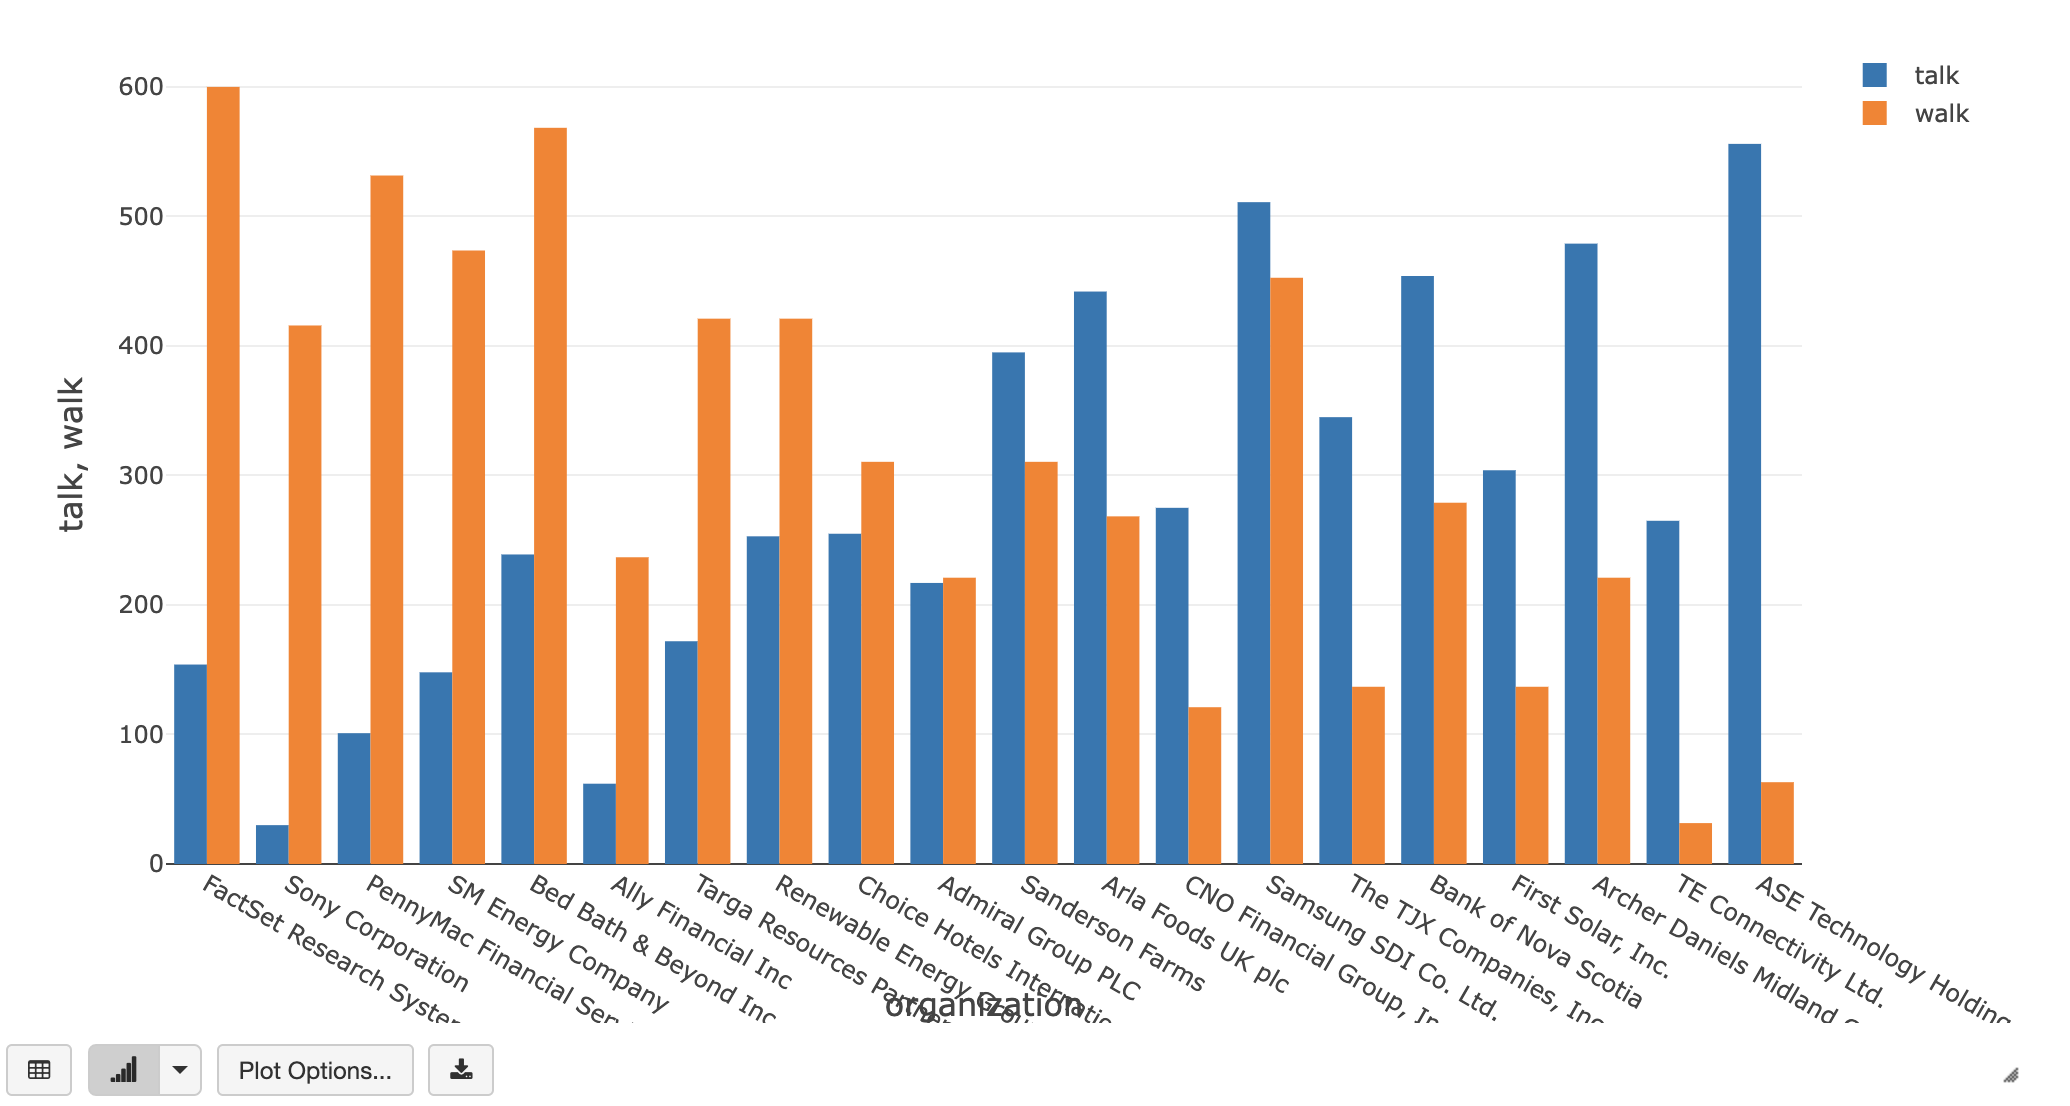 talk
walk
600
500
400
300
200
100
0
talk, walk
FactSet Research System
Sony Corporation
PennyMac Financial Serv
SM Energy Company
Bed Bath & Beyond Inc
Ally Financial Inc
Targa Resources Partner
Renewable Energy Grou
Choice Hotels Internatio
Admiral Group PLC
Sanderson Farms
Arla Foods UK plc
CNO Financial Group, In
Samsung SDI Co. Ltd.
The TJX Companies, Inc
Bank of Nova Scotia
First Solar, Inc.
Archer Daniels Midland
TE Connectivity Ltd.
ASE Technology Holding
organization
Plot Options...